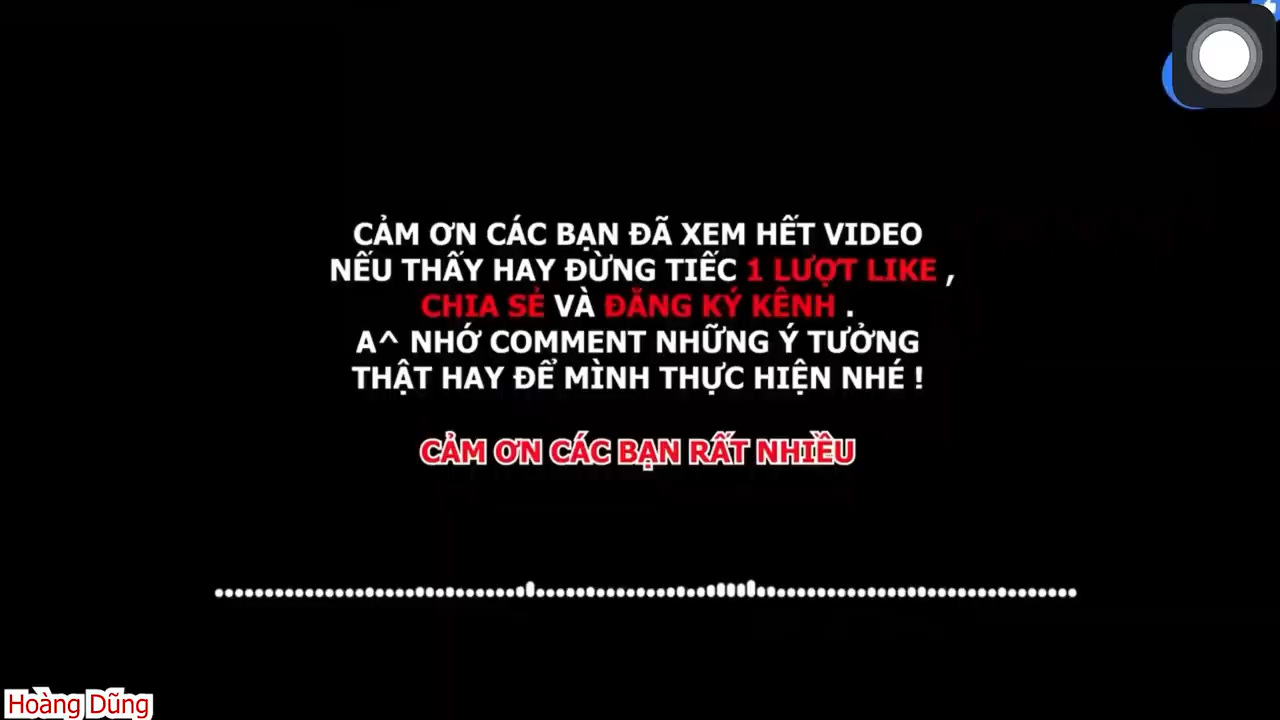 CẢM ƠN CÁC BẠN ĐÃ XEM HẾT VIDEO
NẾU THẤY HAY ĐỪNG TIẾC 1 LƯỢT LIKE ,
CHIA SẺ VÀ ĐĂNG KÝ KÊNH .
A^ NHỚ COMMENT NHỮNG Ý TƯỞNG
THẬT HAY ĐỂ MÌNH THỰC HIỆN NHÉ !
CẢM ƠN CÁC BẠN RẤT NHIỀU
Hoàng Dũng